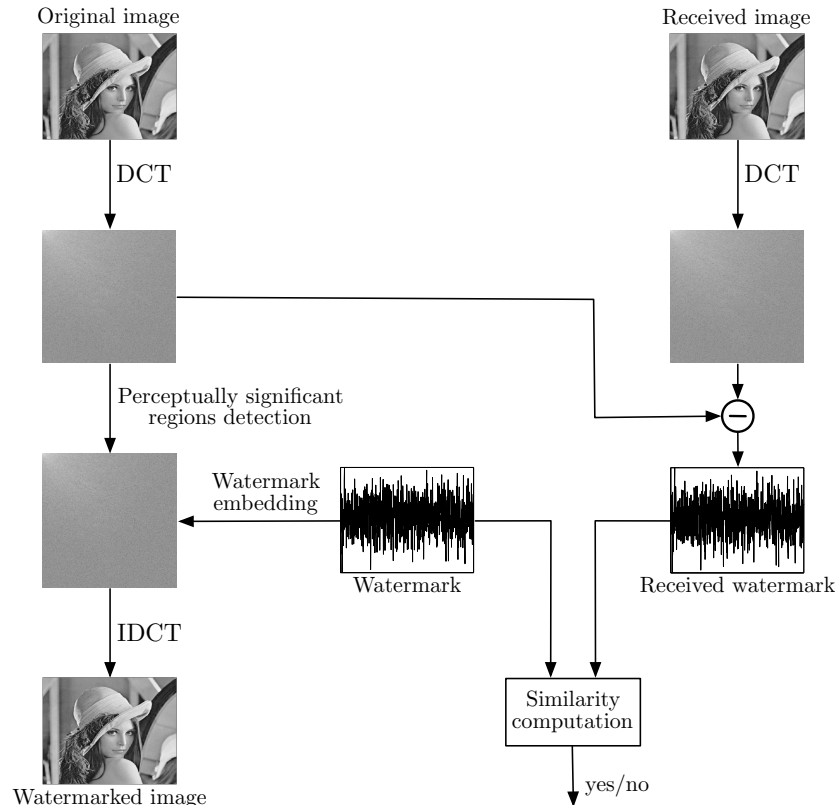 Original image
Received image
DCT
DCT
Perceptually significant
regions detection
Watermark
embedding
Watermark
Received watermark
IDCT
Similarity
computation
yes/no
Watermarked image